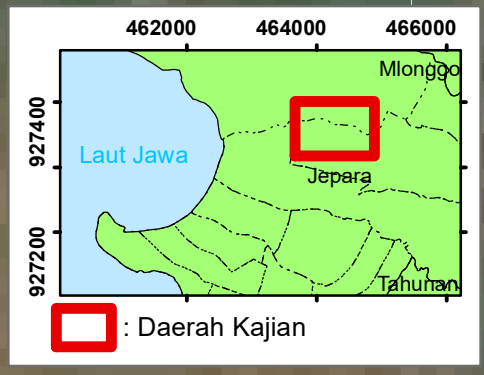 462000 464000 466000
Mlonggo
927400
Laut Jawa
Jepara
927200
Tahunan
: Daerah Kajian